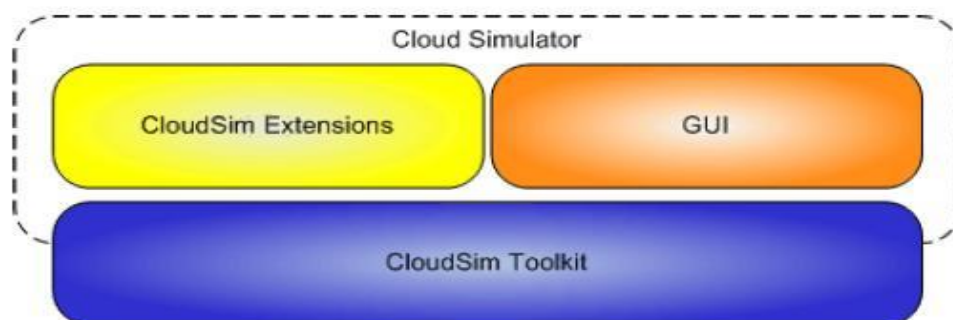 Cloud Simulator
CloudSim Extensions
GUI
CloudSim Toolkit